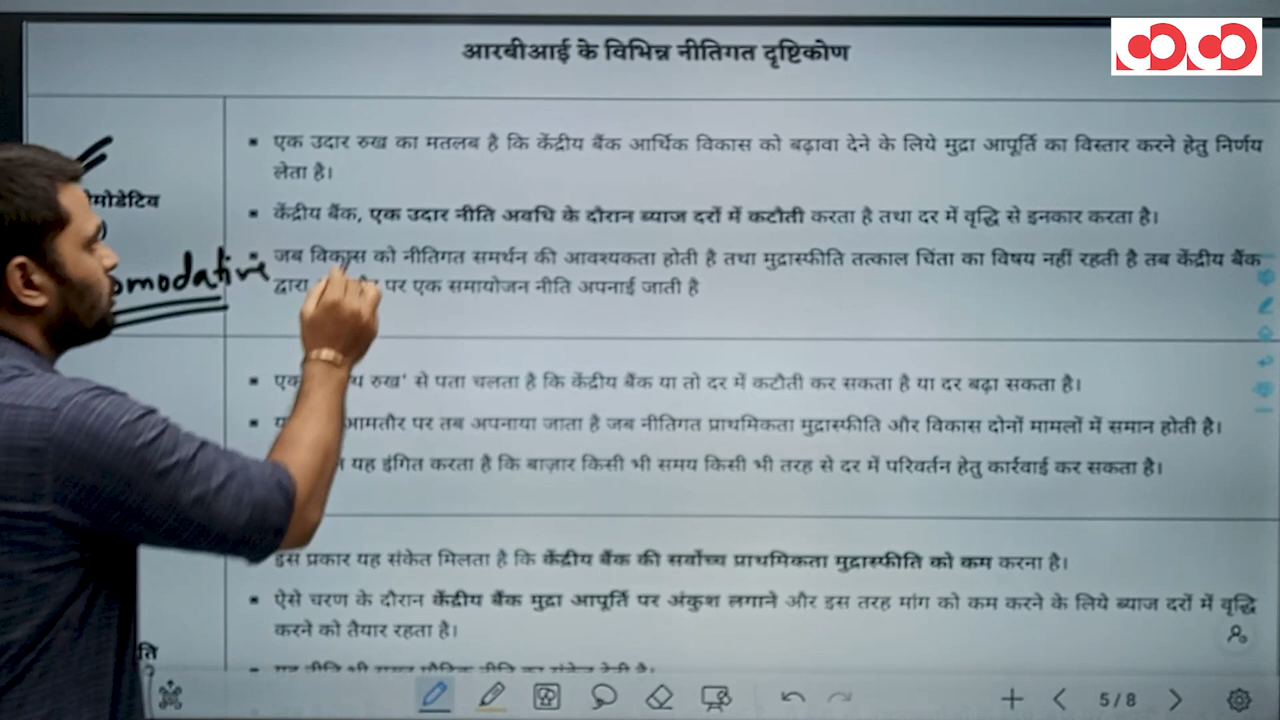 आरबीआई के विभिन्न नीतिगत दृष्टिकोण
▪ एक उदार रुख का मतलब है कि केंद्रीय बैंक आर्थिक विकास को बढ़ावा देने के लिये मुद्रा आपूर्ति का विस्तार करने हेतु निर्णय
लेता है।
▪ केंद्रीय बैंक, एक उदार नीति अवधि के दौरान ब्याज दरों में कटौती करता है तथा दर में वृद्धि से इनकार करता है।
▪ जब विकास को नीतिगत समर्थन की आवश्यकता होती है तथा मुद्रास्फीति तत्काल चिंता का विषय नहीं रहती है तब केंद्रीय बैंक
द्वारा पर एक समायोजन नीति अपनाई जाती है
▪ रुख' से पता चलता है कि केंद्रीय बैंक या तो दर में कटौती कर सकता है या दर बढ़ा सकता है।
आमतौर पर तब अपनाया जाता है जब नीतिगत प्राथमिकता मुद्रास्फीति और विकास दोनों मामलों में समान होती है।
यह इंगित करता है कि बाज़ार किसी भी समय किसी भी तरह से दर में परिवर्तन हेतु कार्रवाई कर सकता है।
इस प्रकार यह संकेत मिलता है कि केंद्रीय बैंक की सर्वोच्च प्राथमिकता मुद्रास्फीति को कम करना है।
▪ ऐसे चरण के दौरान केंद्रीय बैंक मुद्रा आपूर्ति पर अंकुश लगाने और इस तरह मांग को कम करने के लिये ब्याज दरों में वृद्धि
करने को तैयार रहता है।
5/8